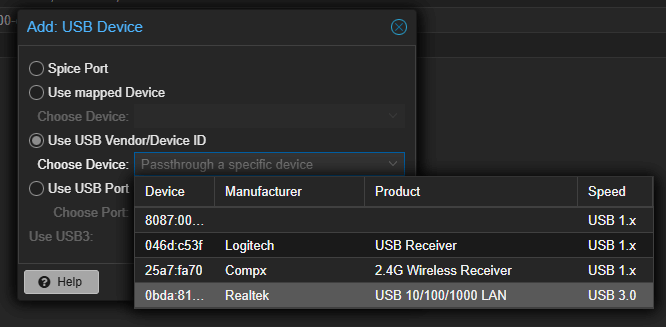 00-
Add: USB Device
Spice Port
Use mapped Device
Choose Device:
Use USB Vendor/Device ID
Choose Device: Passthrough a specific device
Use USB Port
Choose Port:
Use USB3:
Device Manufacturer Product Speed
8087:00... USB 1.x
046d:c53f Logitech USB Receiver USB 1.x
25a7:fa70 Compx 2.4G Wireless Receiver USB 1.x
0bda:81... Realtek USB 10/100/1000 LAN USB 3.0
Help